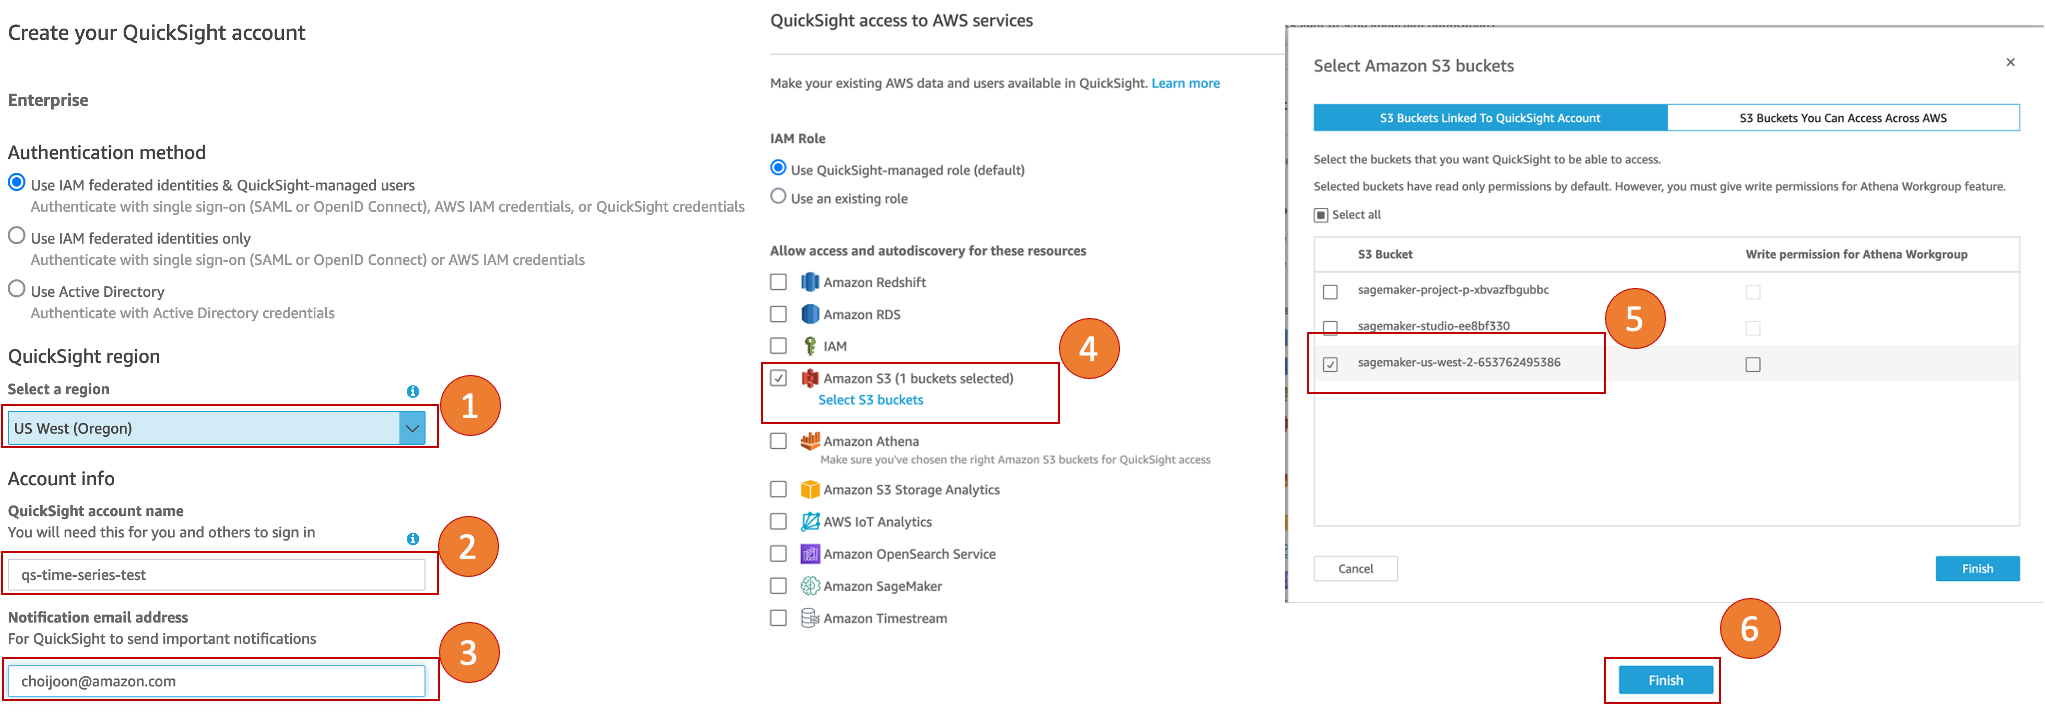 Create your QuickSight account
Enterprise
Authentication method
Use IAM federated identities & QuickSight-managed users
Authenticate with single sign-on (SAML or OpenID Connect), AWS IAM credentials, or QuickSight credentials
Use IAM federated identities only
Authenticate with single sign-on (SAML or OpenID Connect) or AWS IAM credentials
Use Active Directory
Authenticate with Active Directory credentials
QuickSight region
Select a region
US West (Oregon)
1
Account info
QuickSight account name
You will need this for you and others to sign in
qs-time-series-test
2
Notification email address
For QuickSight to send important notifications
choijoon@amazon.com
3
QuickSight access to AWS services
Make your existing AWS data and users available in QuickSight. Learn more
IAM Role
Use QuickSight-managed role (default)
Use an existing role
Allow access and autodiscovery for these resources
Amazon Redshift
Amazon RDS
IAM
Amazon S3 (1 buckets selected)
Select S3 buckets
4
Amazon Athena
Make sure you've chosen the right Amazon S3 buckets for QuickSight access
Amazon S3 Storage Analytics
AWS IoT Analytics
Amazon OpenSearch Service
Amazon SageMaker
Amazon Timestream
Select Amazon S3 buckets
S3 Buckets Linked To QuickSight Account
S3 Buckets You Can Access Across AWS
Select the buckets that you want QuickSight to be able to access.
Selected buckets have read only permissions by default. However, you must give write permissions for Athena Workgroup feature.
Select all
S3 Bucket
Write permission for Athena Workgroup
sagemaker-project-p-xbvazfbgubbc
sagemaker-studio-ee8bf330
sagemaker-us-west-2-653762495386
5
Cancel
Finish
6
Finish